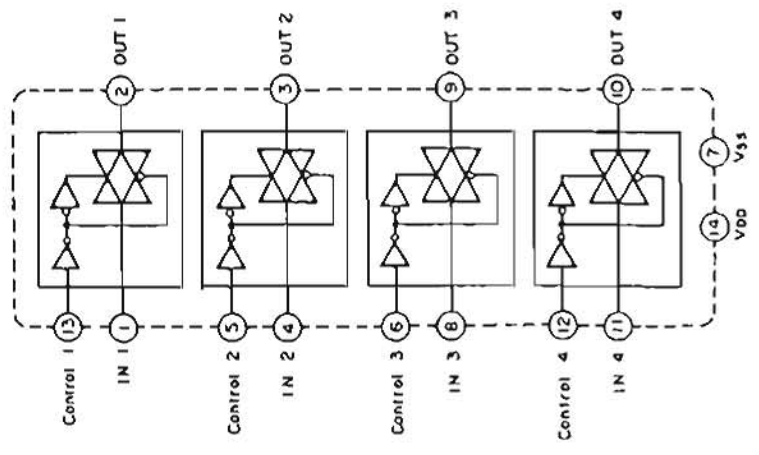 OUT 1
OUT 2
OUT 3
OUT 4
2
3
9
10
7
VSS
14
VDD
13
1
5
4
6
8
12
11
Control 1
IN 1
Control 2
IN 2
Control 3
IN 3
Control 4
IN 4